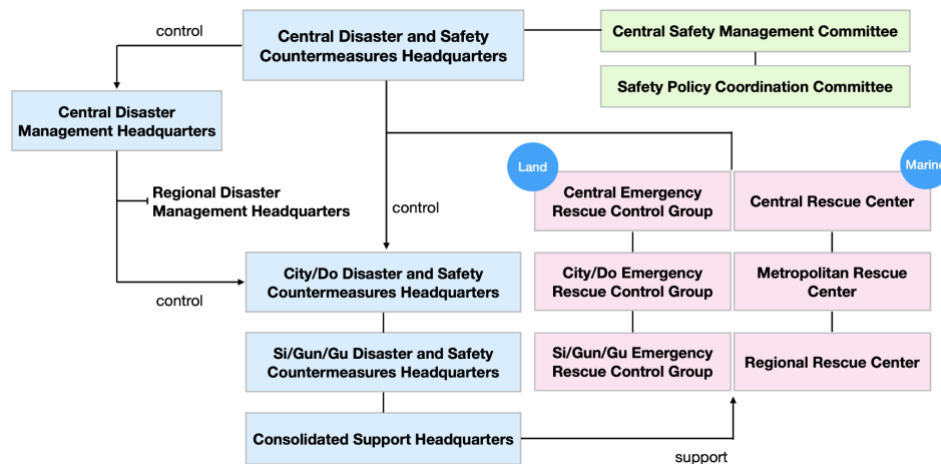 control
Central Disaster and Safety
Countermeasures Headquarters
Central Safety Management Committee
Safety Policy Coordination Committee
Central Disaster
Management Headquarters
Land
Marine
Regional Disaster
Management Headquarters
control
Central Emergency
Rescue Control Group
Central Rescue Center
City/Do Disaster and Safety
Countermeasures Headquarters
City/Do Emergency
Rescue Control Group
Metropolitan Rescue
Center
control
Si/Gun/Gu Disaster and Safety
Countermeasures Headquarters
Si/Gun/Gu Emergency
Rescue Control Group
Regional Rescue Center
Consolidated Support Headquarters
support